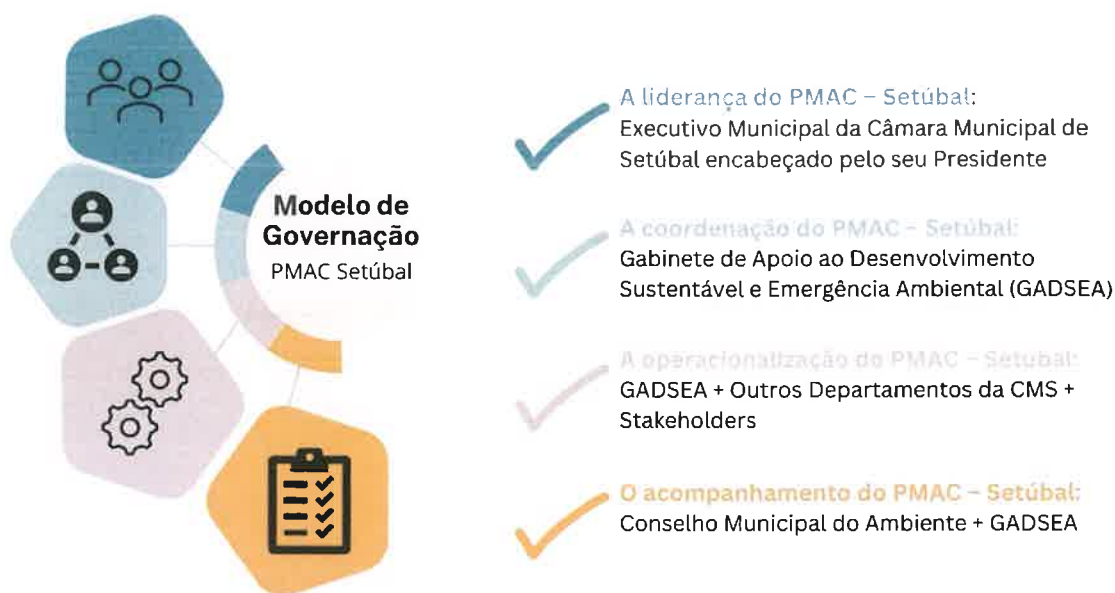 Modelo de
Governação
PMAC Setúbal
A liderança do PMAC – Setúbal:
Executivo Municipal da Câmara Municipal de
Setúbal encabeçado pelo seu Presidente
A coordenação do PMAC – Setúbal:
Gabinete de Apoio ao Desenvolvimento
Sustentável e Emergência Ambiental (GADSEA)
A operacionalização do PMAC – Setúbal:
GADSEA + Outros Departamentos da CMS +
Stakeholders
O acompanhamento do PMAC – Setúbal:
Conselho Municipal do Ambiente + GADSEA